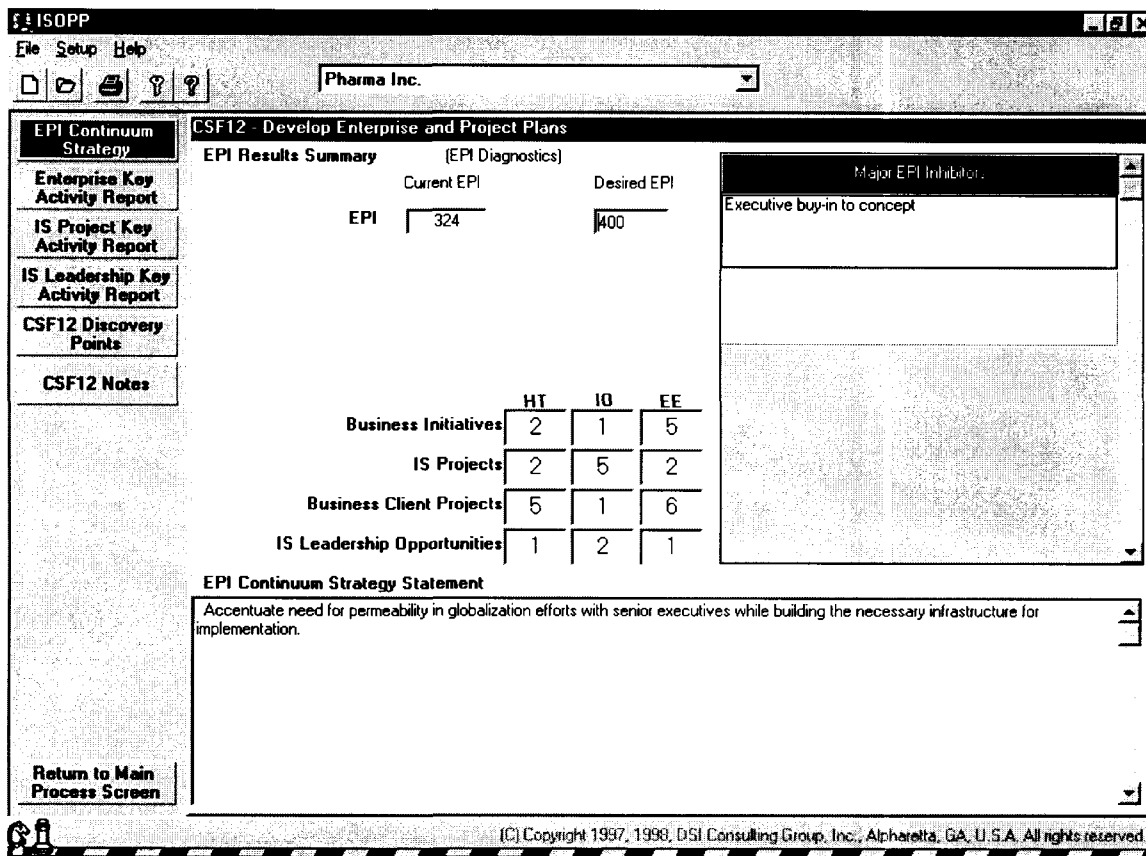 ISOPP
File Setup Help
Pharma Inc.
EPI Continuum
Strategy
Enterprise Key
Activity Report
IS Project Key
Activity Report
IS Leadership Key
Activity Report
CSF12 Discovery
Points
CSF12 Notes
Return to Main
Process Screen
CSF12 - Develop Enterprise and Project Plans
EPI Results Summary (EPI Diagnostics)
Current EPI Desired EPI
EPI 324 400
Major EPI Inhibitors
Executive buy-in to concept
HT IO EE
Business Initiatives 2 1 5
IS Projects 2 5 2
Business Client Projects 5 1 6
IS Leadership Opportunities 1 2 1
EPI Continuum Strategy Statement
Accentuate need for permeability in globalization efforts with senior executives while building the necessary infrastructure for
implementation.
(C) Copyright 1997, 1998, DSI Consulting Group, Inc., Alpharetta, GA, U.S.A. All rights reserved.